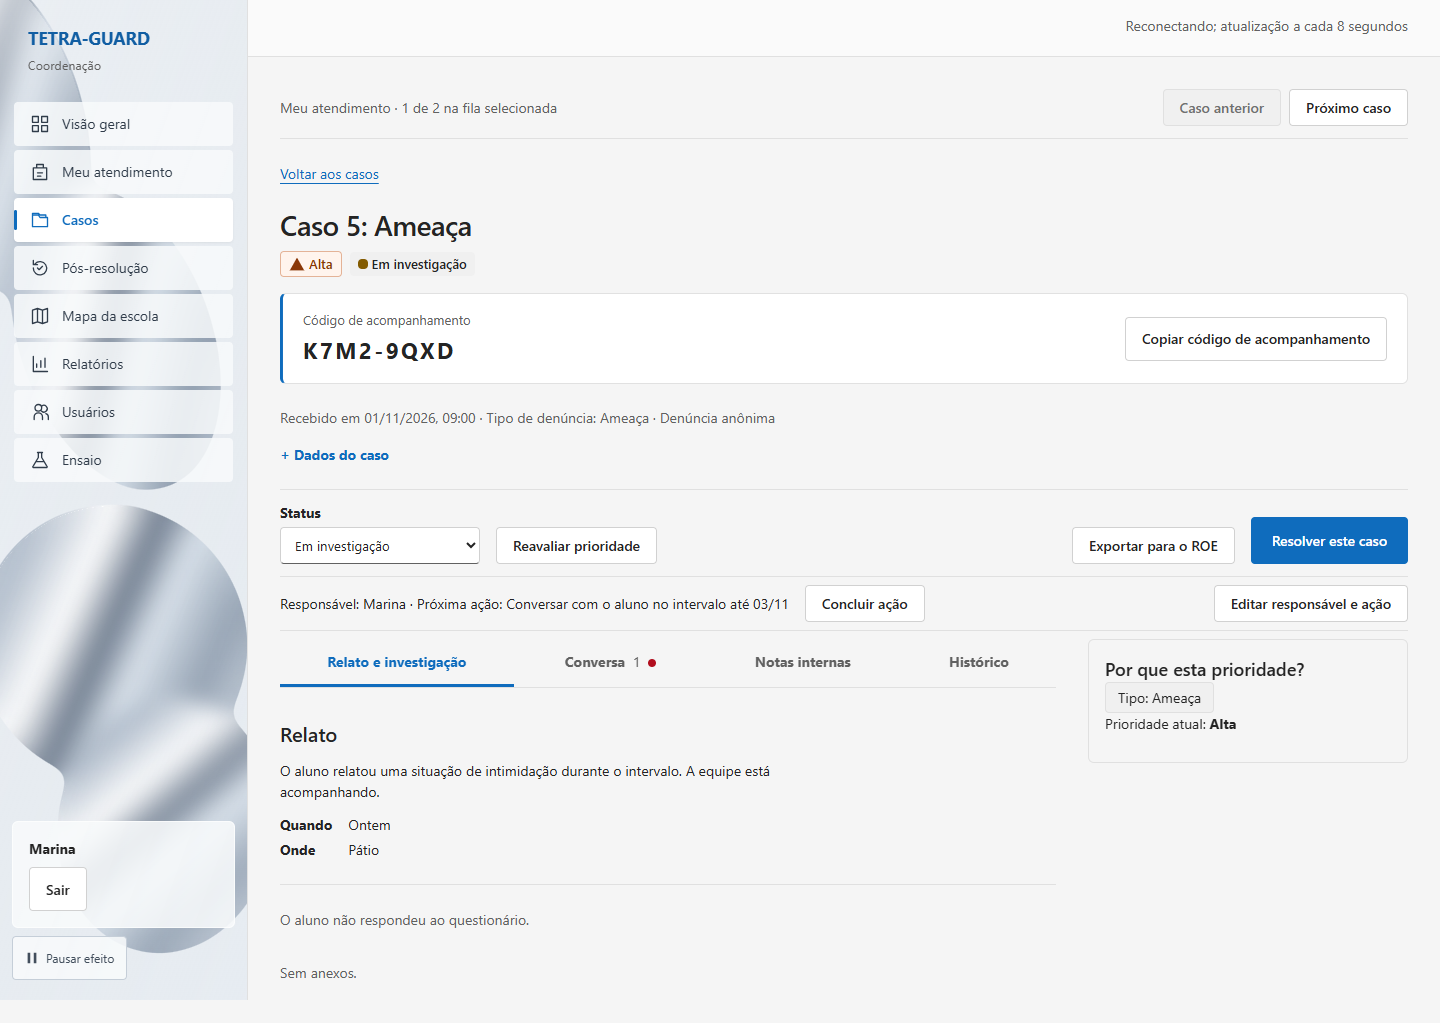 TETRA-GUARD
Coordenação
Visão geral
Meu atendimento
Casos
Pós-resolução
Mapa da escola
Relatórios
Usuários
Ensaio
Marina
Sair
Pausar efeito
Reconectando; atualização a cada 8 segundos
Meu atendimento · 1 de 2 na fila selecionada
Caso anterior
Próximo caso
Voltar aos casos
Caso 5: Ameaça
Alta
Em investigação
Código de acompanhamento
K7M2-9QXD
Copiar código de acompanhamento
Recebido em 01/11/2026, 09:00 · Tipo de denúncia: Ameaça · Denúncia anônima
+ Dados do caso
Status
Em investigação
Reavaliar prioridade
Exportar para o ROE
Resolver este caso
Responsável: Marina · Próxima ação: Conversar com o aluno no intervalo até 03/11
Concluir ação
Editar responsável e ação
Relato e investigação
Conversa 1
Notas internas
Histórico
Por que esta prioridade?
Tipo: Ameaça
Prioridade atual: Alta
Relato
O aluno relatou uma situação de intimidação durante o intervalo. A equipe está
acompanhando.
Quando Ontem
Onde Pátio
O aluno não respondeu ao questionário.
Sem anexos.